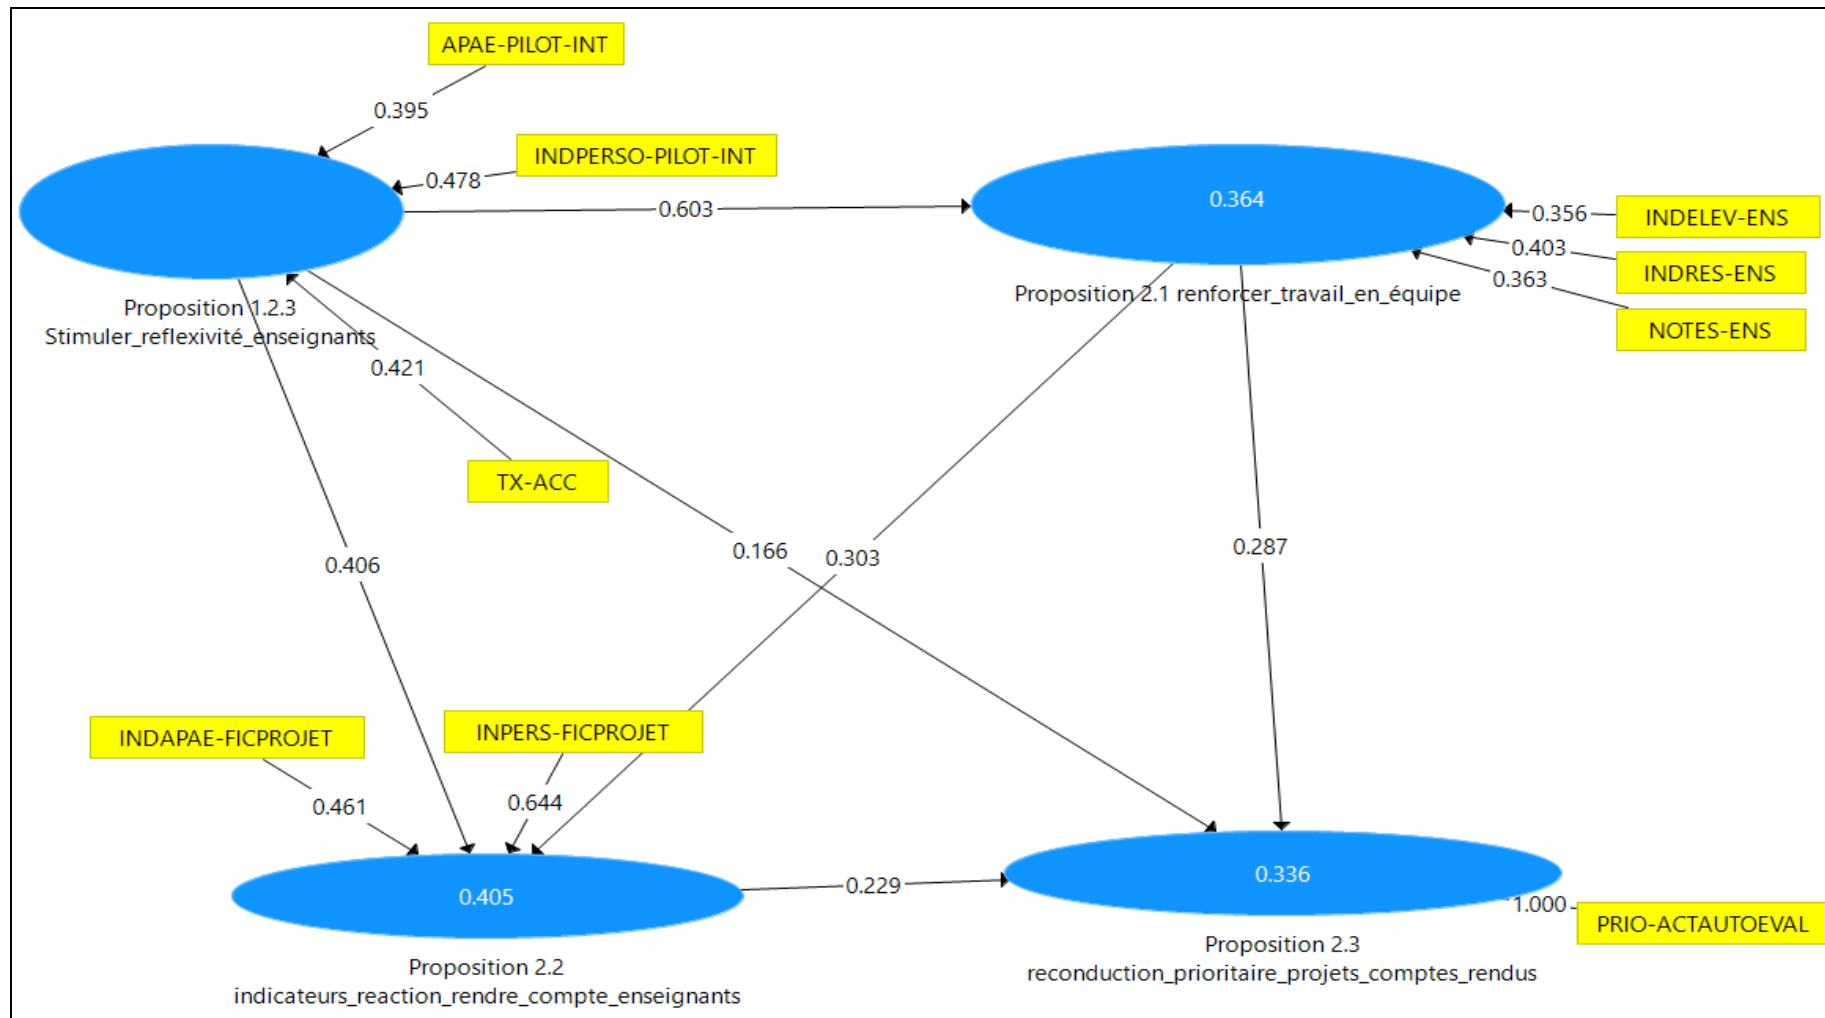 APAE-PILOT-INT
0.395
INDPERSO-PILOT-INT
0.478
0.603
0.364
0.356
INDELEV-ENS
0.403
INDRES-ENS
0.363
NOTES-ENS
Proposition 1.2.3
Stimuler_reflexivité_enseignants
Proposition 2.1 renforcer_travail_en_équipe
0.421
TX-ACC
0.406
0.166
0.303
0.287
INDAPAE-FICPROJET
INPERS-FICPROJET
0.461
0.644
0.405
0.229
0.336
1.000
PRIO-ACTAUTOEVAL
Proposition 2.2
indicateurs_reaction_rendre_compte_enseignants
Proposition 2.3
reconduction_prioritaire_projets_comptes_rendus